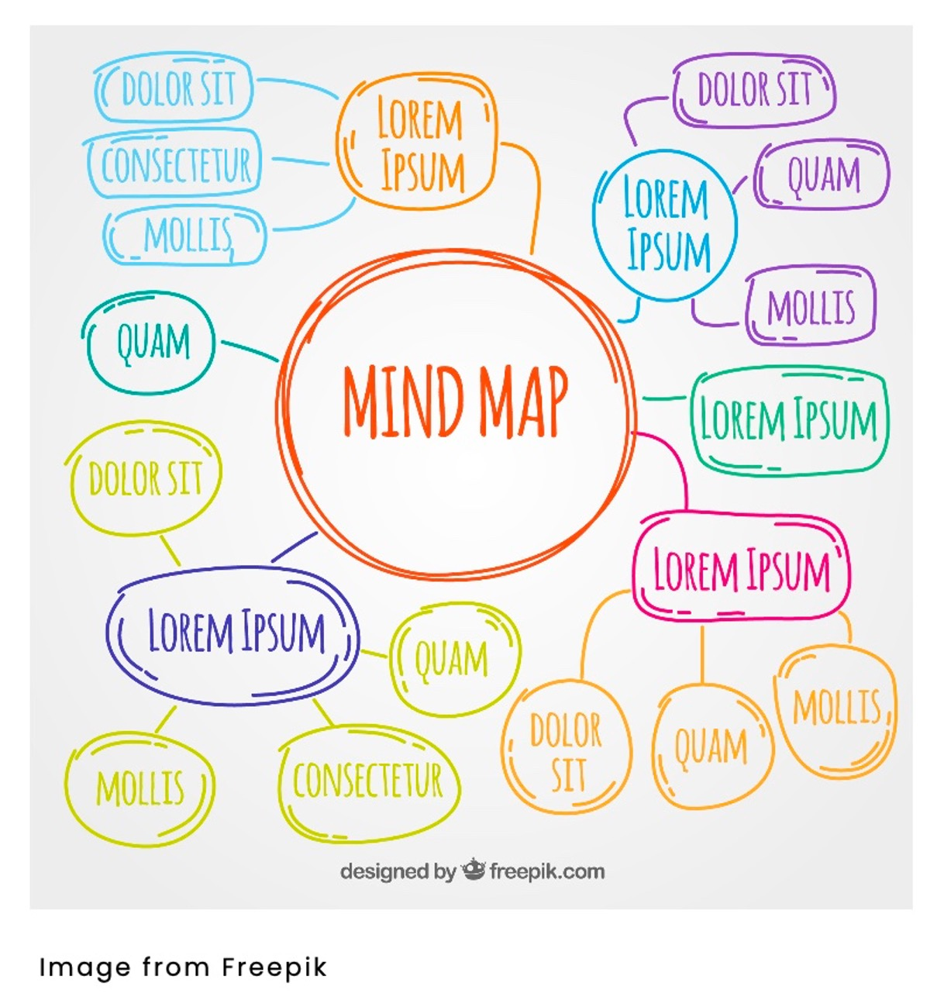 DOLOR SIT
CONSECTETUR
MOLLIS
LOREM
IPSUM
DOLOR SIT
QUAM
LOREM
IPSUM
MOLLIS
QUAM
MIND MAP
LOREM IPSUM
DOLOR SIT
LOREM IPSUM
LOREM IPSUM
QUAM
MOLLIS
CONSECTETUR
DOLOR
SIT
QUAM
MOLLIS
designed by freepik.com
Image from Freepik